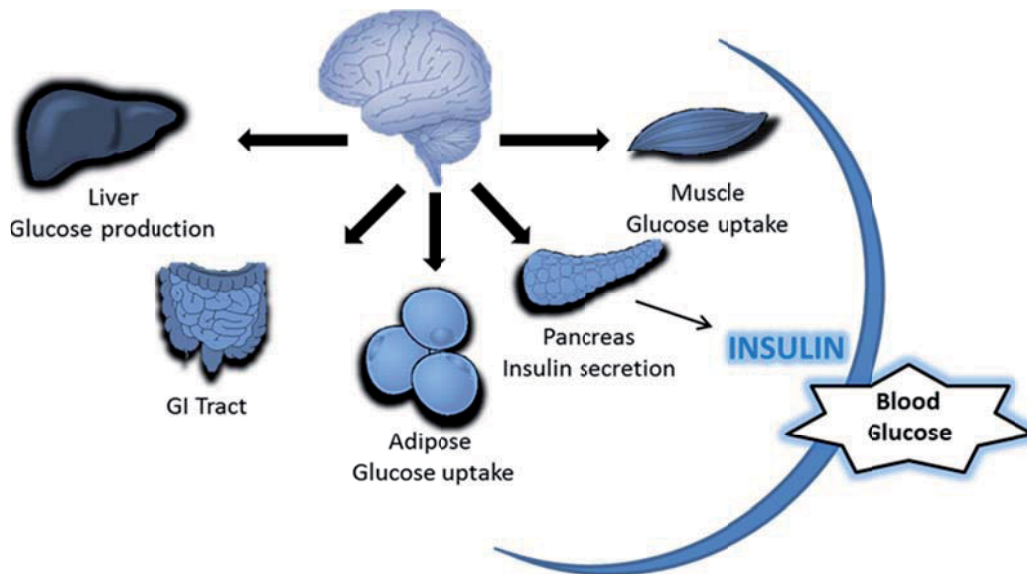 Liver
Glucose production
Muscle
Glucose uptake
GI Tract
Adipose
Glucose uptake
Pancreas
Insulin secretion
INSULIN
Blood
Glucose